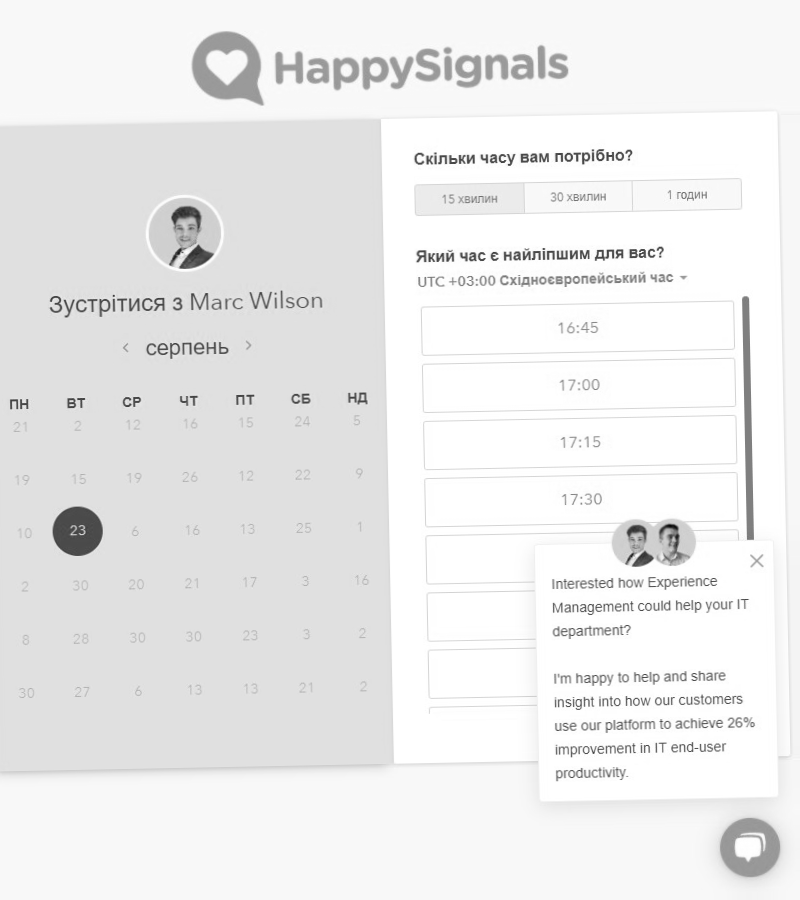 HappySignals
Зустрітися з Marc Wilson
серпень
ПН ВТ СР ЧТ ПТ СБ НД
21 2 12 16 15 24 5
19 15 19 26 12 22 9
10 23 6 16 13 25 1
2 30 20 21 17 3 16
8 28 30 30 23 3 2
30 27 6 13 13 21 2
Скільки часу вам потрібно?
15 хвилин 30 хвилин 1 годин
Який час є найліпшим для вас?
UTC +03:00 Східноєвропейський час
16:45
17:00
17:15
17:30
Interested how Experience
Management could help your IT
department?
I'm happy to help and share
insight into how our customers
use our platform to achieve 26%
improvement in IT end-user
productivity.